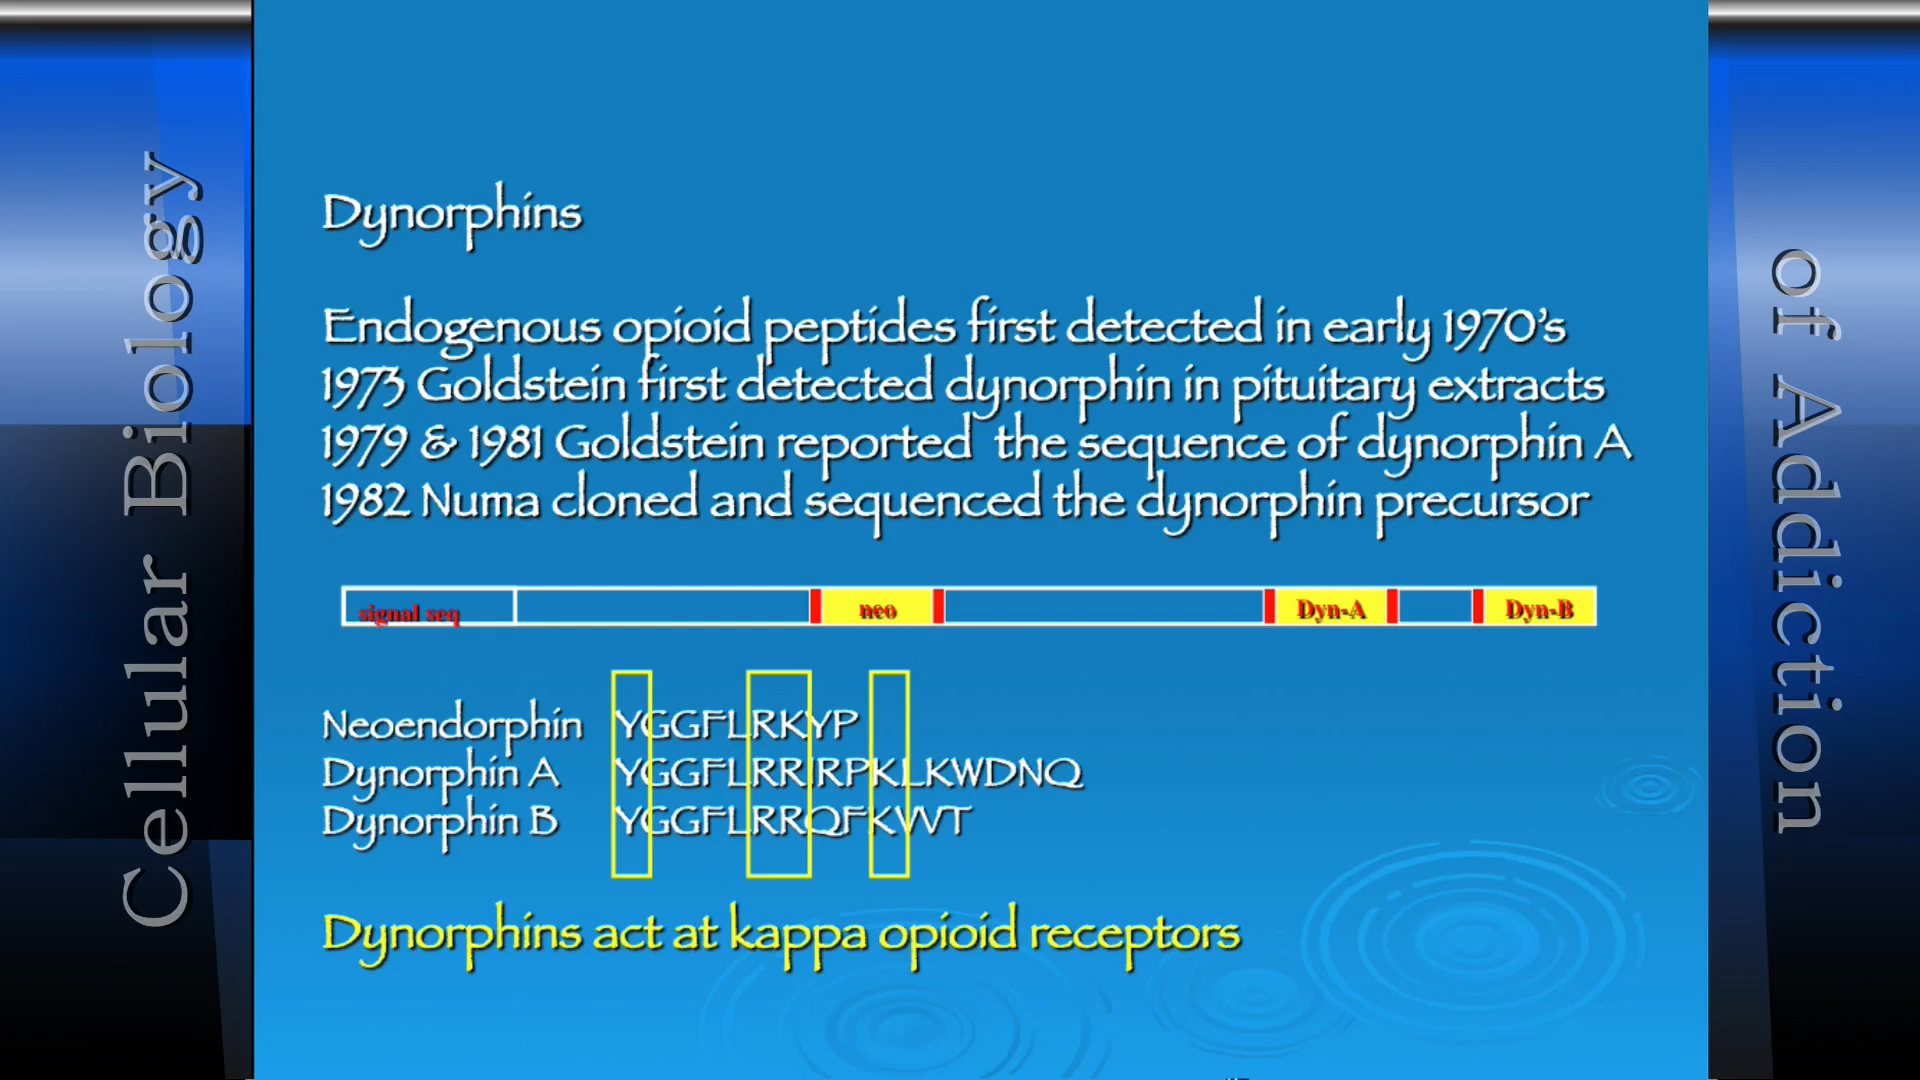 Cellular Biology
of Addiction
Dynorphins
Endogenous opioid peptides first detected in early 1970's
1973 Goldstein first detected dynorphin in pituitary extracts
1979 & 1981 Goldstein reported the sequence of dynorphin A
1982 Numa cloned and sequenced the dynorphin precursor
signal seq neo Dyn-A Dyn-B
Neoendorphin YGGFLRKYP
Dynorphin A YGGFLRRIRPKLKWDNQ
Dynorphin B YGGFLRRQFKWT
Dynorphins act at kappa opioid receptors